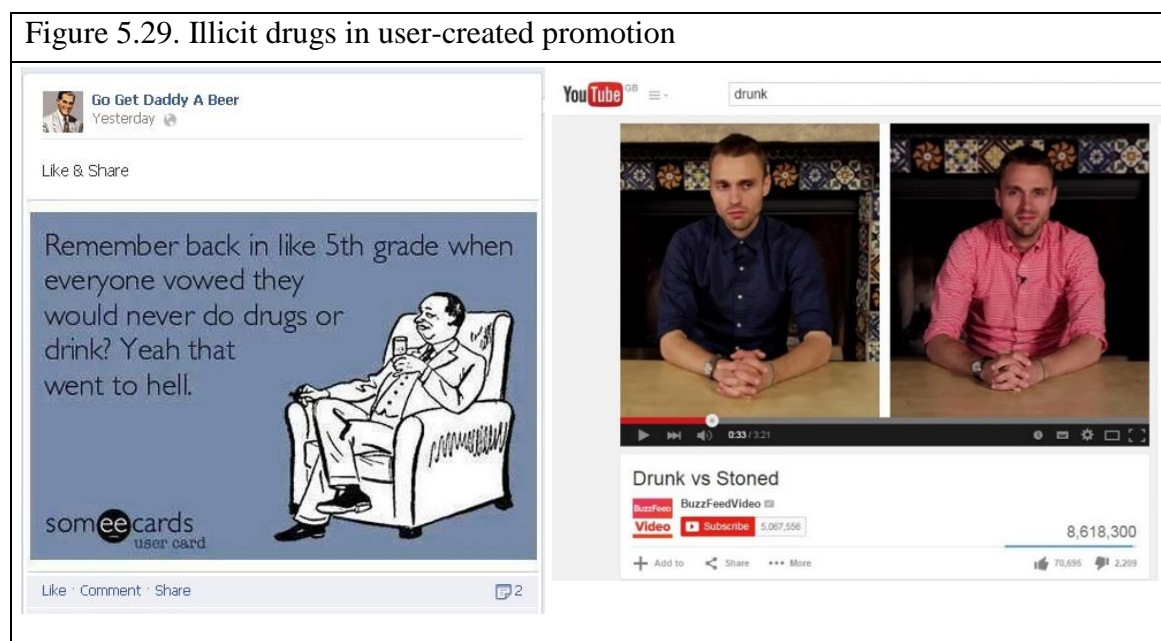 Figure 5.29. Illicit drugs in user-created promotion
Go Get Daddy A Beer
Yesterday
Like & Share
Remember back in like 5th grade when
everyone vowed they
would never do drugs or
drink? Yeah that
went to hell.
someecards
user card
Like · Comment · Share
2
YouTube GB
drunk
0:33 / 3:21
Drunk vs Stoned
BuzzFeed
Video
BuzzFeedVideo
Subscribe 5,067,556
8,618,300
Add to Share More
70,695 2,209